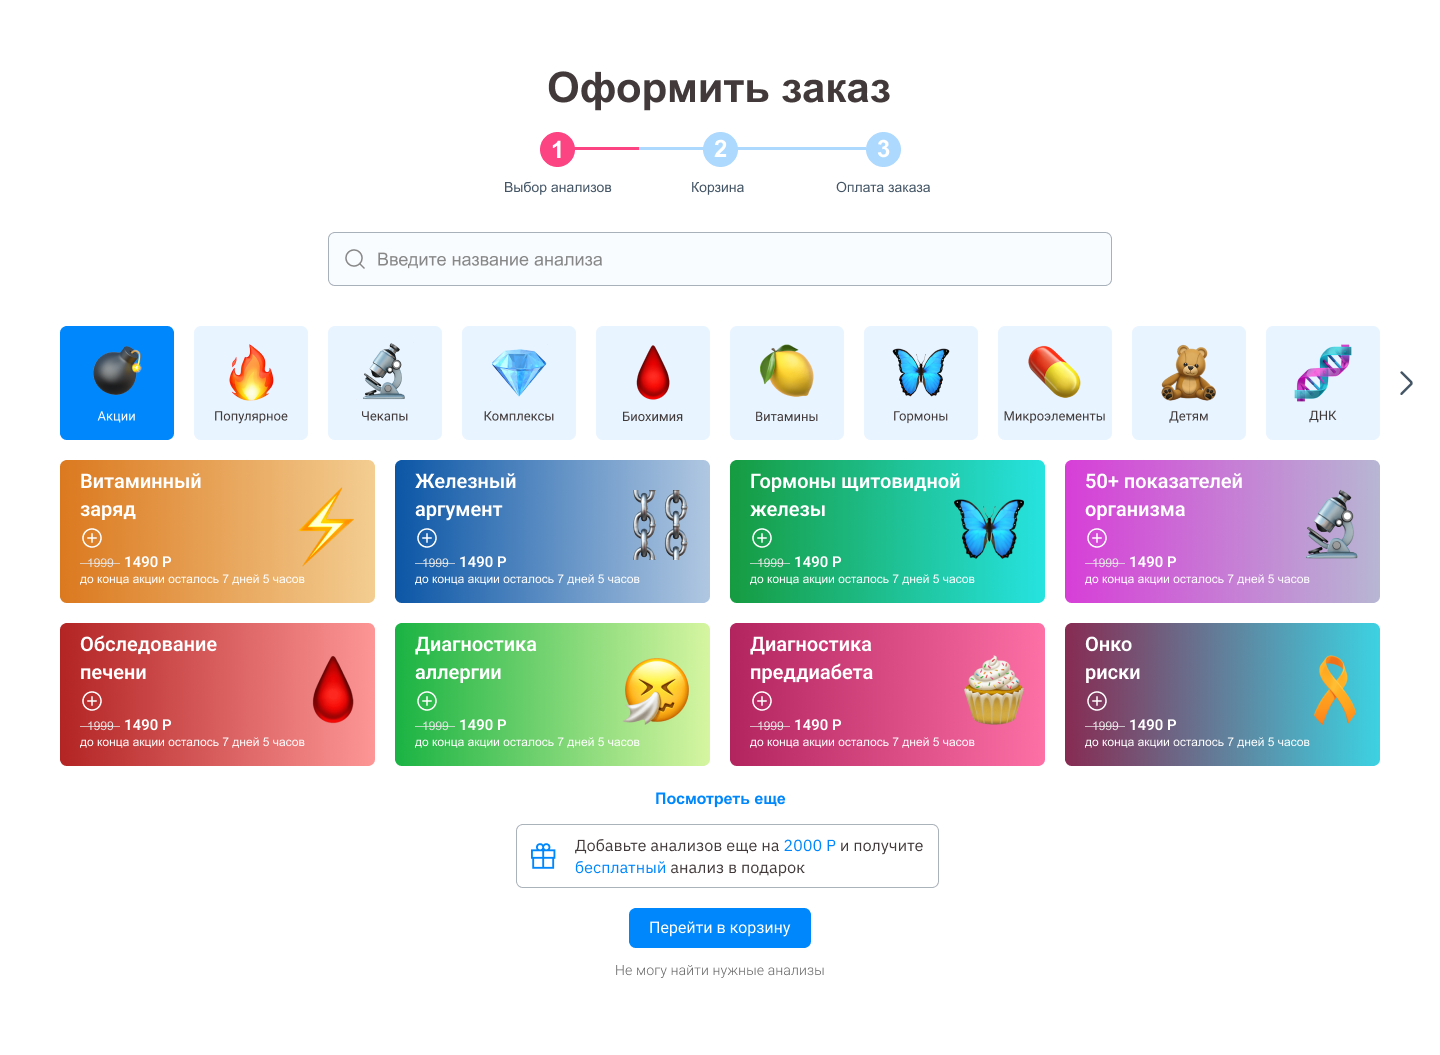 Оформить заказ
1
2
3
Выбор анализов
Корзина
Оплата заказа
Введите название анализа
Акции
Популярное
Чекапы
Комплексы
Биохимия
Витамины
Гормоны
Микроэлементы
Детям
ДНК
Витаминный
заряд
1999 1490 Р
до конца акции осталось 7 дней 5 часов
Железный
аргумент
1999 1490 Р
до конца акции осталось 7 дней 5 часов
Гормоны щитовидной
железы
1999 1490 Р
до конца акции осталось 7 дней 5 часов
50+ показателей
организма
1999 1490 Р
до конца акции осталось 7 дней 5 часов
Обследование
печени
1999 1490 Р
до конца акции осталось 7 дней 5 часов
Диагностика
аллергии
1999 1490 Р
до конца акции осталось 7 дней 5 часов
Диагностика
преддиабета
1999 1490 Р
до конца акции осталось 7 дней 5 часов
Онко
риски
1999 1490 Р
до конца акции осталось 7 дней 5 часов
Посмотреть еще
Добавьте анализов еще на 2000 Р и получите
бесплатный анализ в подарок
Перейти в корзину
Не могу найти нужные анализы